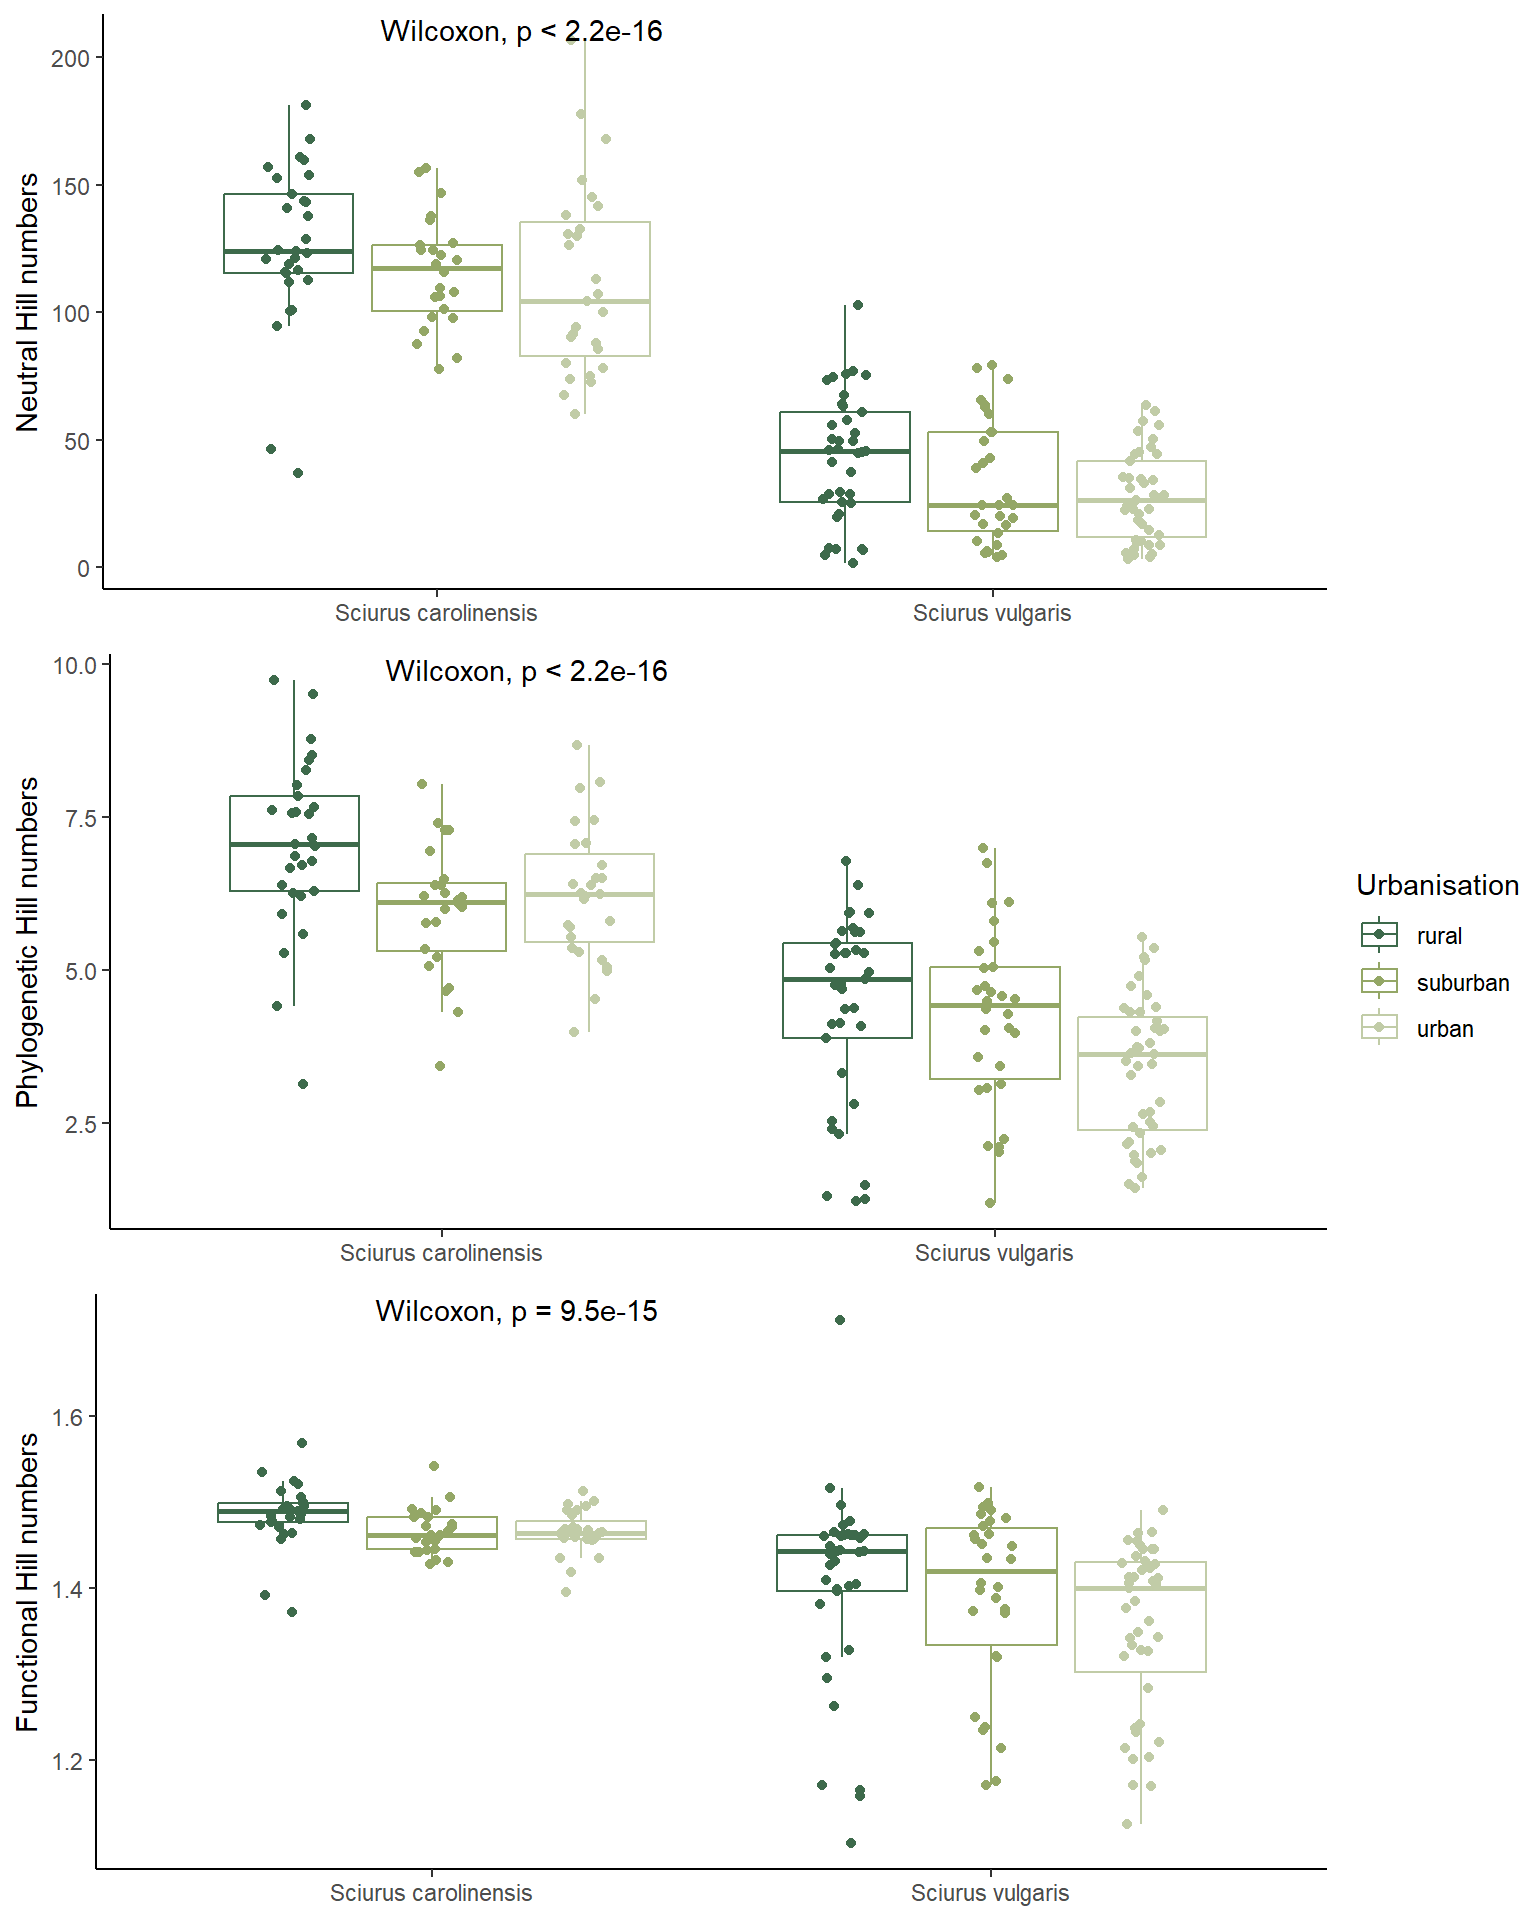 Wilcoxon, p < 2.2e-16
Neutral Hill numbers
200
150
100
50
0
Sciurus carolinensis
Sciurus vulgaris
Wilcoxon, p < 2.2e-16
Phylogenetic Hill numbers
10.0
7.5
5.0
2.5
Sciurus carolinensis
Sciurus vulgaris
Urbanisation
rural
suburban
urban
Wilcoxon, p = 9.5e-15
Functional Hill numbers
1.6
1.4
1.2
Sciurus carolinensis
Sciurus vulgaris